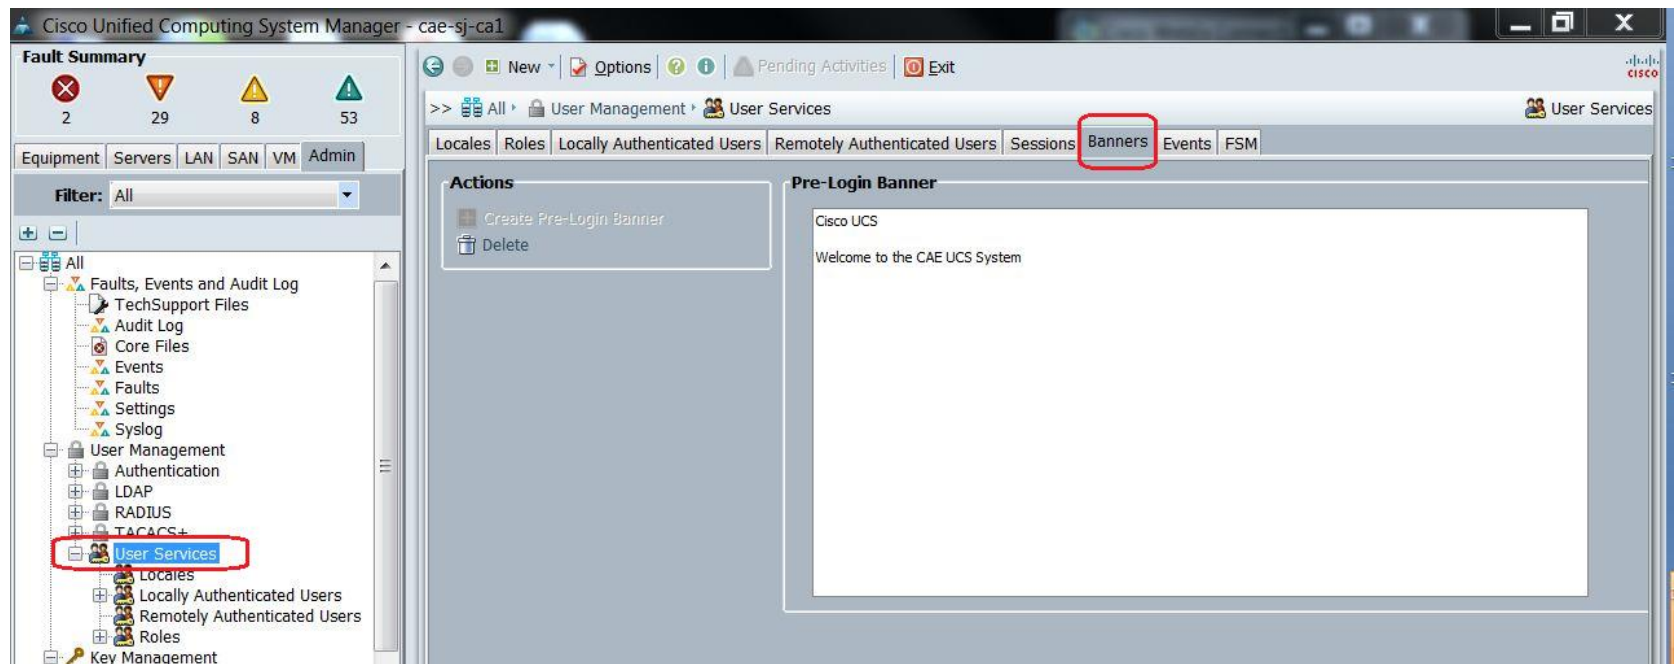 Cisco Unified Computing System Manager - cae-sj-ca1
Fault Summary
2 29 8 53
Equipment Servers LAN SAN VM Admin
Filter: All
All
Faults, Events and Audit Log
TechSupport Files
Audit Log
Core Files
Events
Faults
Settings
Syslog
User Management
Authentication
LDAP
RADIUS
TACACS+
User Services
Locales
Locally Authenticated Users
Remotely Authenticated Users
Roles
Key Management
New Options Pending Activities Exit
cisco
>> All User Management User Services
User Services
Locales Roles Locally Authenticated Users Remotely Authenticated Users Sessions Banners Events FSM
Actions
Create Pre-Login Banner
Delete
Pre-Login Banner
Cisco UCS
Welcome to the CAE UCS System